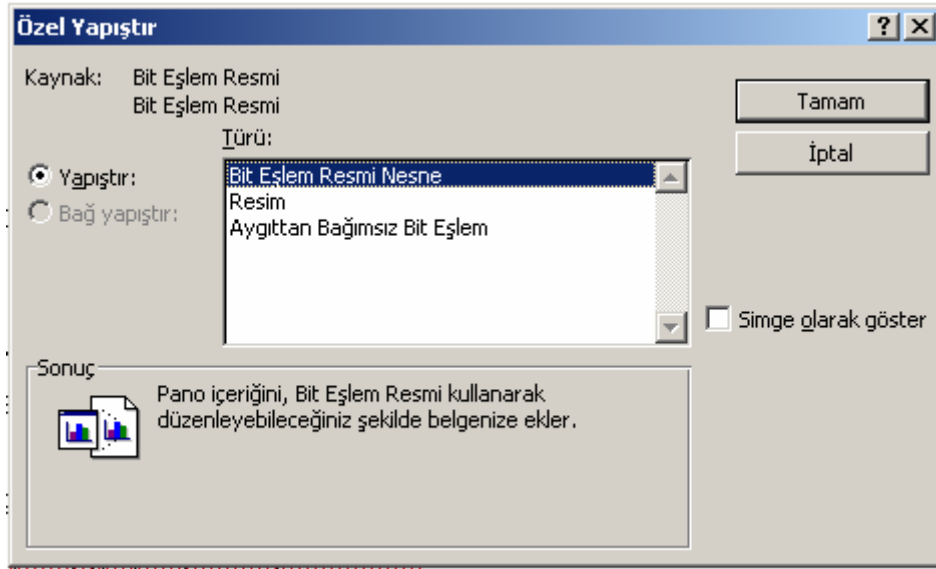 Özel Yapıştır
Kaynak: Bit Eşlem Resmi
Bit Eşlem Resmi
Tamam
Türü:
İptal
Yapıştır:
Bağ yapıştır:
Bit Eşlem Resmi Nesne
Resim
Aygıttan Bağımsız Bit Eşlem
Simge olarak göster
Sonuç
Pano içeriğini, Bit Eşlem Resmi kullanarak
düzenleyebileceğiniz şekilde belgenize ekler.